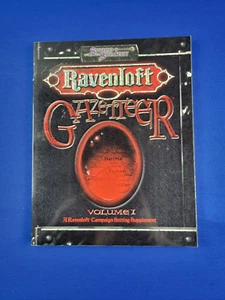 Ravenloft
GAZETTEER
VOLUME I
A Ravenloft Campaign Setting Supplement